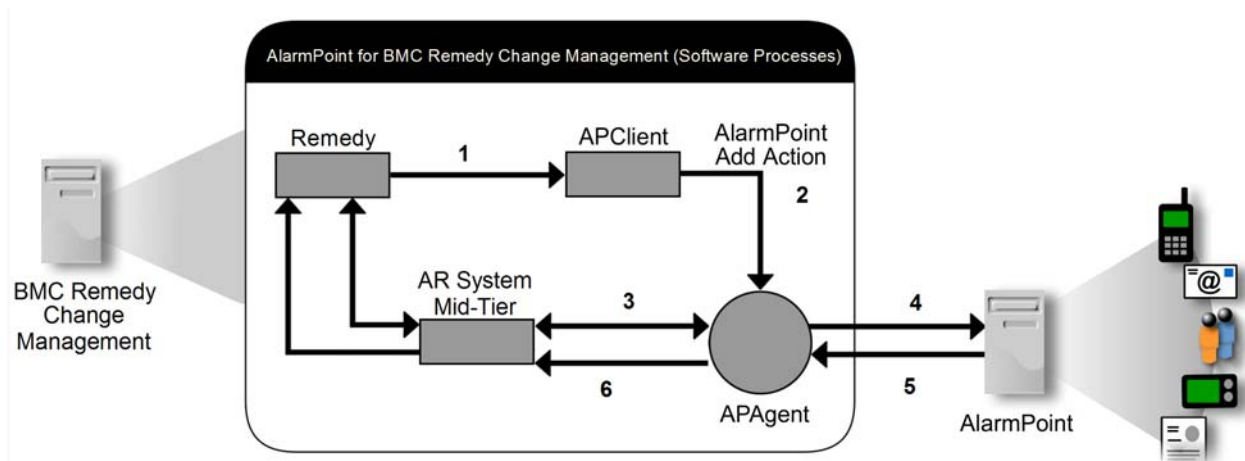 AlarmPoint for BMC Remedy Change Management (Software Processes)
Remedy
1
APClient
AlarmPoint
Add Action
2
BMC Remedy
Change
Management
AR System
Mid-Tier
3
4
@
6
5
APAgent
AlarmPoint